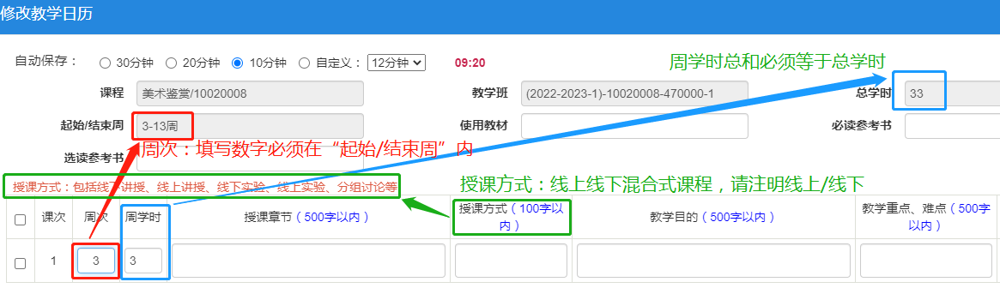 修改教学日历
自动保存： 30分钟 20分钟 10分钟 自定义： 12分钟 09:20
周学时总和必须等于总学时
课程 美术鉴赏/10020008 教学班 (2022-2023-1)-10020008-470000-1 总学时 33
起始/结束周 3-13周 使用教材 必读参考书
周次：填写数字必须在“起始/结束周”内
选读参考书
授课方式：包括线下讲授、线上讲授、线下实验、线上实验、分组讨论等
授课方式：线上线下混合式课程，请注明线上/线下
课次 周次 周学时 授课章节（500字以内） 授课方式（100字以内） 教学目的（500字以内） 教学重点、难点（500字以内）
1 3 3